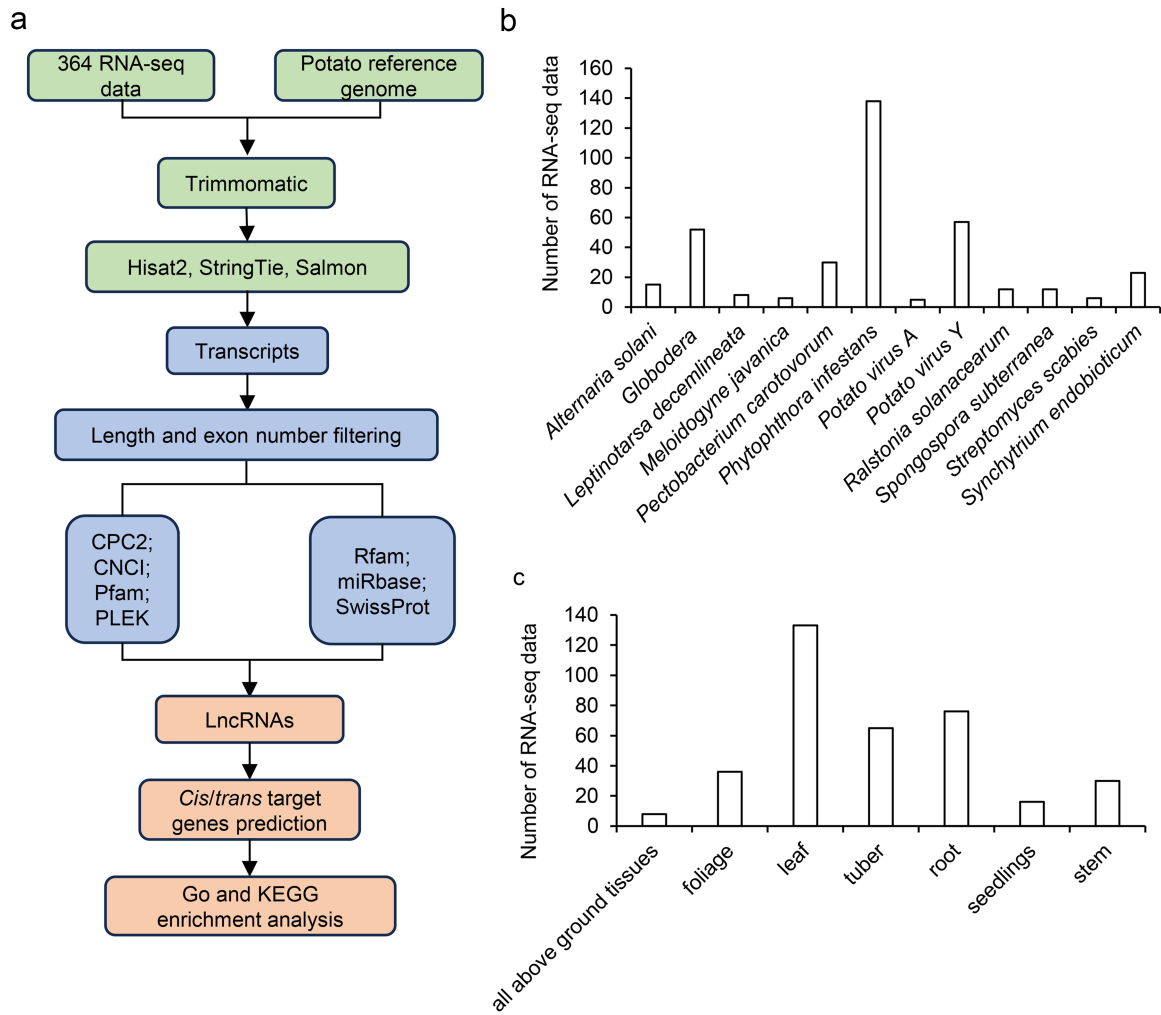 a
364 RNA-seq
data
Potato reference
genome
Trimmomatic
Hisat2, StringTie, Salmon
Transcripts
Length and exon number filtering
CPC2;
CNCI;
Pfam;
PLEK
Rfam;
miRbase;
SwissProt
LncRNAs
Cis/trans target
genes prediction
Go and KEGG
enrichment analysis
b
Number of RNA-seq data
160
140
120
100
80
60
40
20
0
Alternaria solani
Globodera
Leptinotarsa decemlineata
Meloidogyne javanica
Pectobacterium carotovorum
Phytophthora infestans
Potato virus A
Potato virus Y
Ralstonia solanacearum
Spongospora subterranea
Streptomyces scabies
Synchytrium endobioticum
c
Number of RNA-seq data
140
120
100
80
60
40
20
0
all above ground tissues
foliage
leaf
tuber
root
seedlings
stem